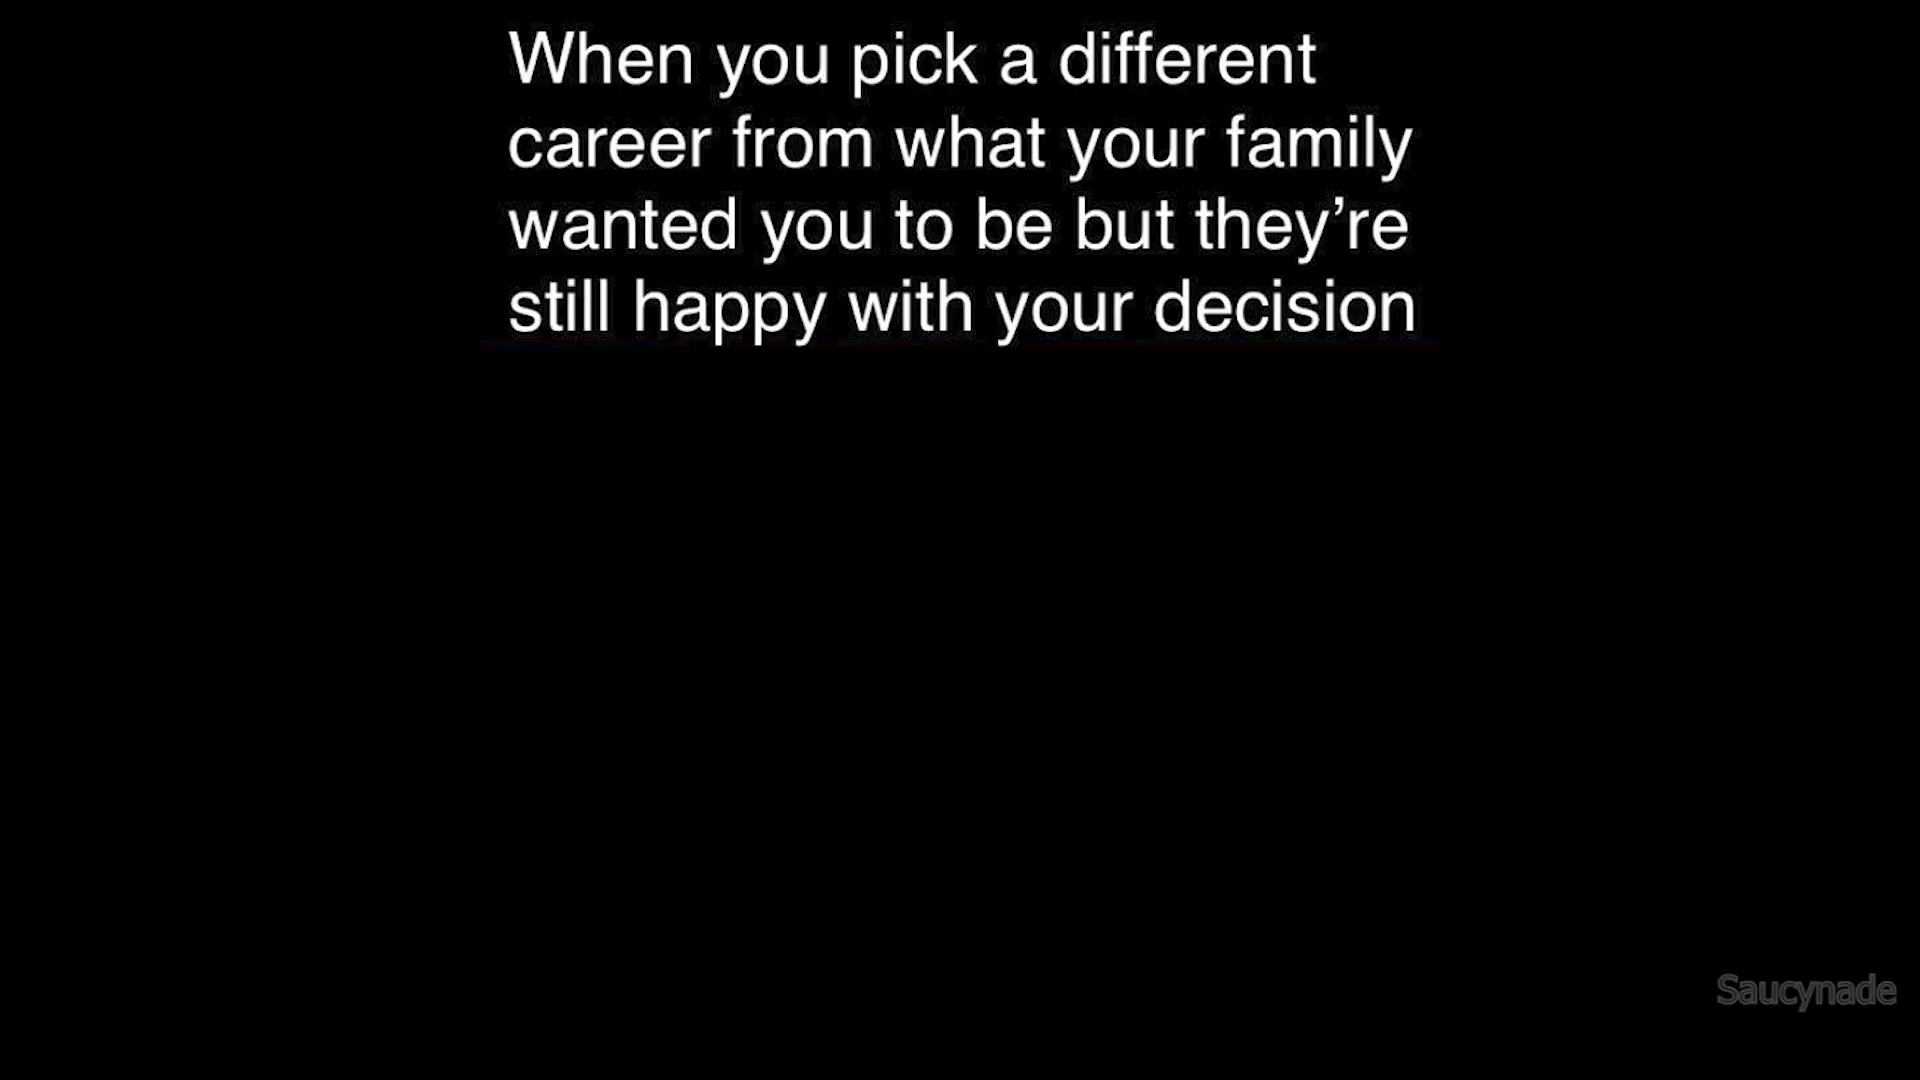 When you pick a different
career from what your family
wanted you to be but they’re
still happy with your decision
Saucynade